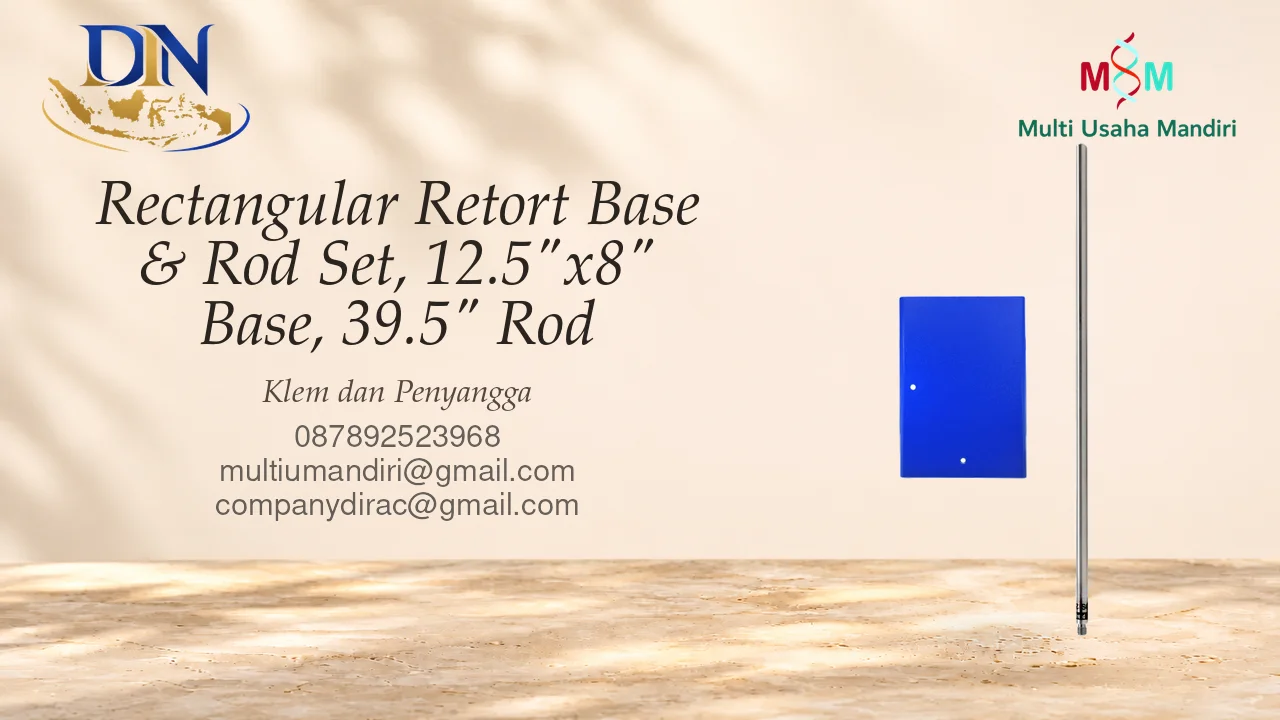 DIN
M M
Multi Usaha Mandiri
Rectangular Retort Base
& Rod Set, 12.5"x8"
Base, 39.5" Rod
Klem dan Penyangga
087892523968
multiumandiri@gmail.com
companydirac@gmail.com